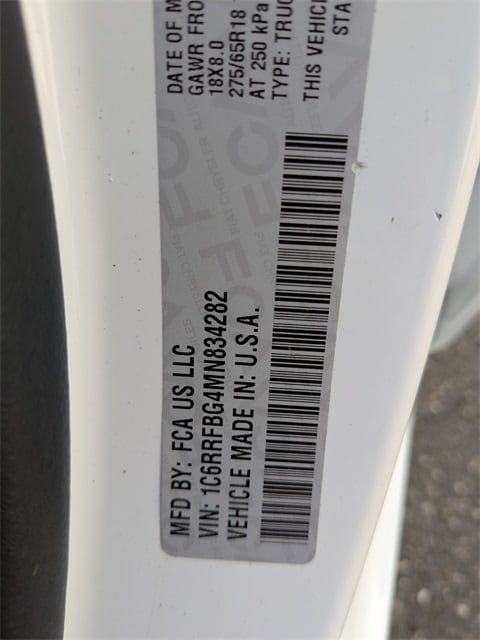 MFD BY: FCA US LLC
VIN: 1C6RRFBG4MN834282
VEHICLE MADE IN: U.S.A.
DATE OF M
GAWR FRO
18X8.0
275/65R18
AT 250 kPa
TYPE: TRUC
THIS VEHIC
STA